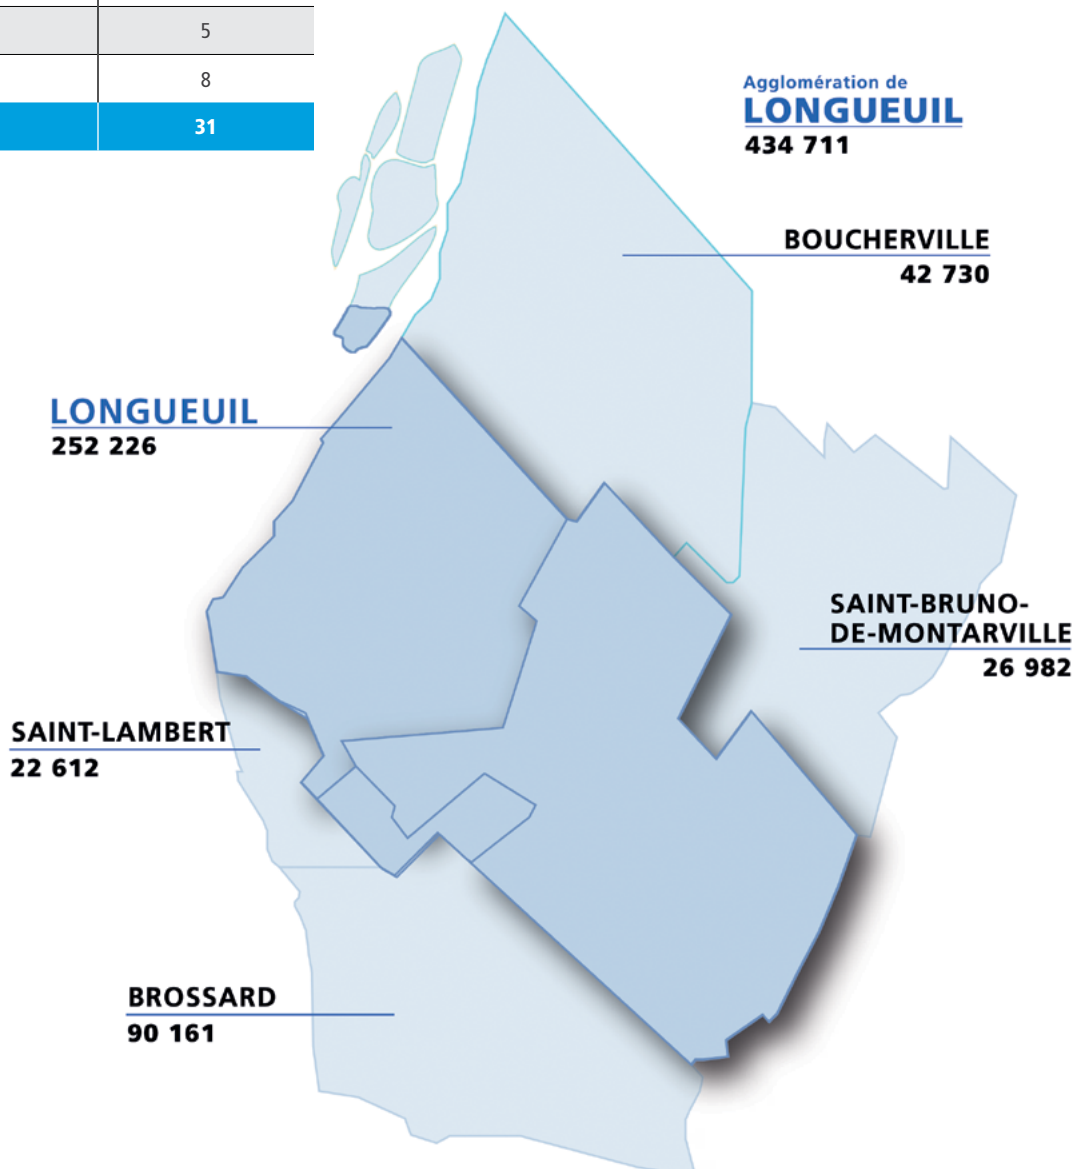 5
8
31
Agglomération de
LONGUEUIL
434 711
BOUCHERVILLE
42 730
LONGUEUIL
252 226
SAINT-BRUNO-
DE-MONTARVILLE
26 982
SAINT-LAMBERT
22 612
BROSSARD
90 161